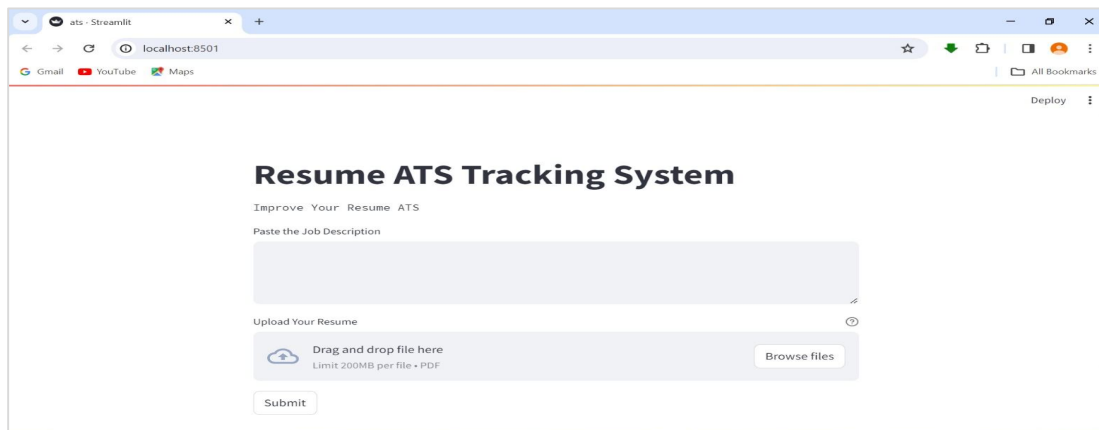 ats · Streamlit
localhost:8501
Gmail YouTube Maps All Bookmarks
Deploy
Resume ATS Tracking System
Improve Your Resume ATS
Paste the Job Description
Upload Your Resume
Drag and drop file here
Limit 200MB per file • PDF
Browse files
Submit